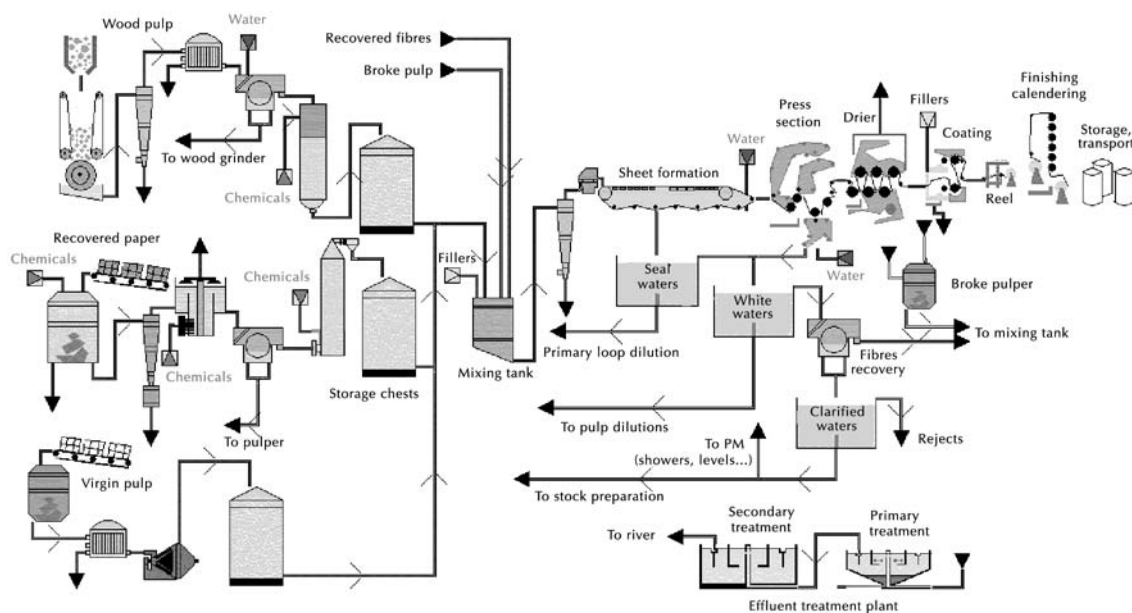 Wood pulp
Water
Recovered fibres
Broke pulp
To wood grinder
Chemicals
Press
section
Drier
Fillers
Coating
Finishing
calendering
Storage,
transport
Water
Sheet formation
Reel
Recovered paper
Chemicals
Chemicals
Fillers
Seal
waters
White
waters
Water
Broke pulper
To mixing tank
Primary loop dilution
Fibres
recovery
Chemicals
Mixing tank
Storage chests
To pulper
To pulp dilutions
Clarified
waters
Rejects
To PM
(showers, levels...)
Virgin pulp
To stock preparation
Secondary
treatment
Primary
treatment
To river
Effluent treatment plant